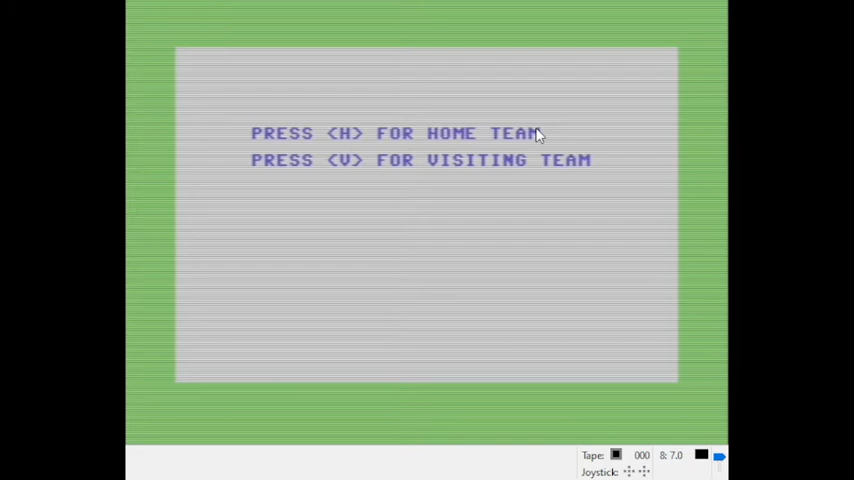 PRESS <H> FOR HOME TEAM
PRESS <V> FOR VISITING TEAM
Tape: 000 8: 7.0
Joystick: